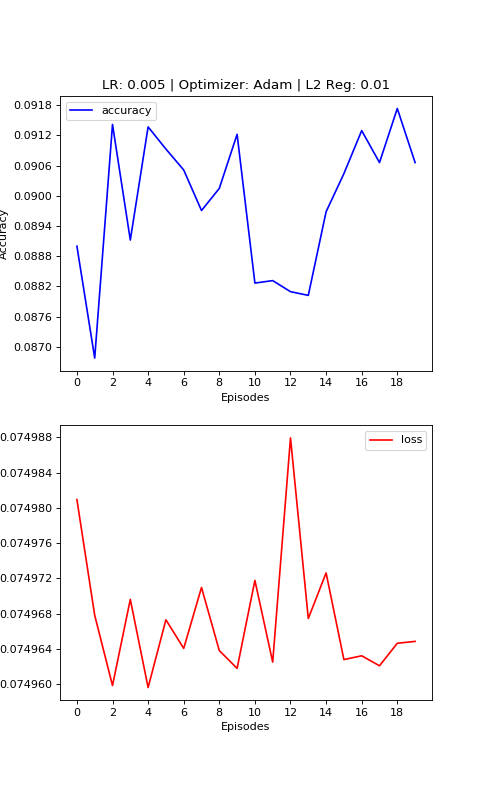 LR: 0.005 | Optimizer: Adam | L2 Reg: 0.01
accuracy
0.0918
0.0912
0.0906
0.0900
0.0894
0.0888
0.0882
0.0876
0.0870
Accuracy
0 2 4 6 8 10 12 14 16 18
Episodes
loss
0.074988
0.074984
0.074980
0.074976
0.074972
0.074968
0.074964
0.074960
0 2 4 6 8 10 12 14 16 18
Episodes